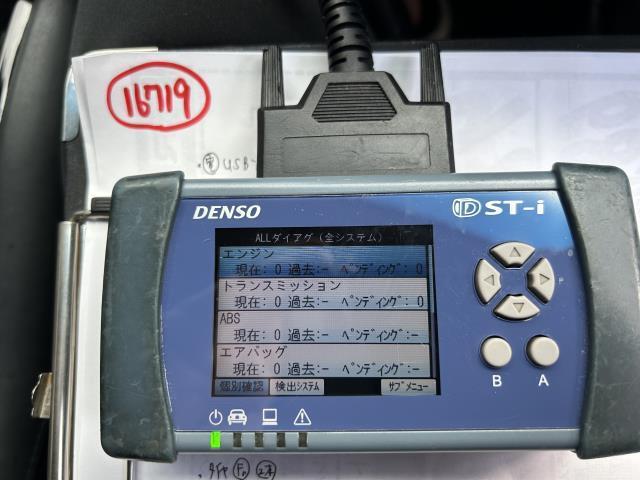 16719
・㊥USB-
DENSO
DST-i
ALLダイアグ(全システム)
エンジン
現在: 0 過去:- ペンディング: 0
トランスミッション
現在: 0 過去:- ペンディング: 0
ABS
現在: 0 過去:- ペンディング:-
エアバッグ
現在: 0 過去:- ペンディング:-
個別確認 検出システム サブメニュー
B A